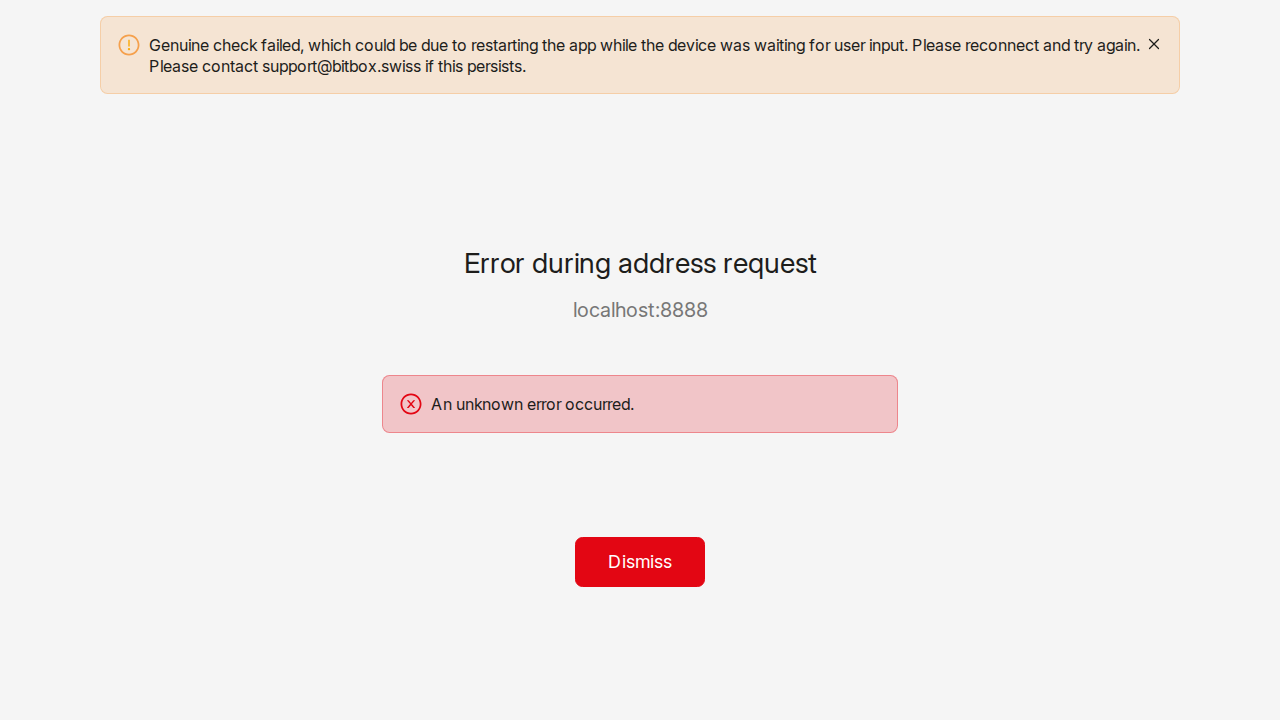 Genuine check failed, which could be due to restarting the app while the device was waiting for user input. Please reconnect and try again.
Please contact support@bitbox.swiss if this persists.
Error during address request
localhost:8888
An unknown error occurred.
Dismiss